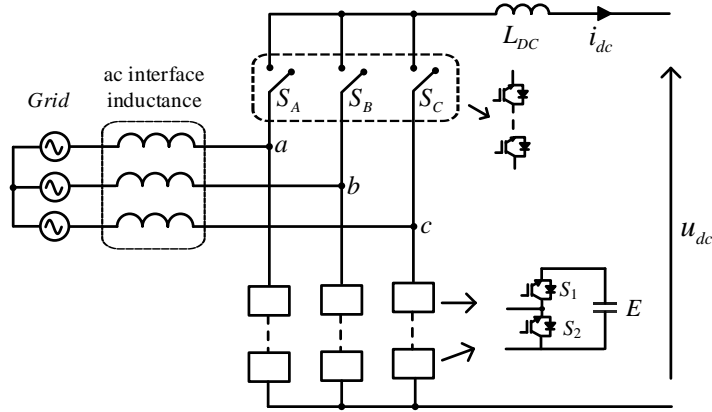 L_DC
i_dc
ac interface
inductance
Grid
S_A
S_B
S_C
a
b
c
u_dc
S_1
S_2
E